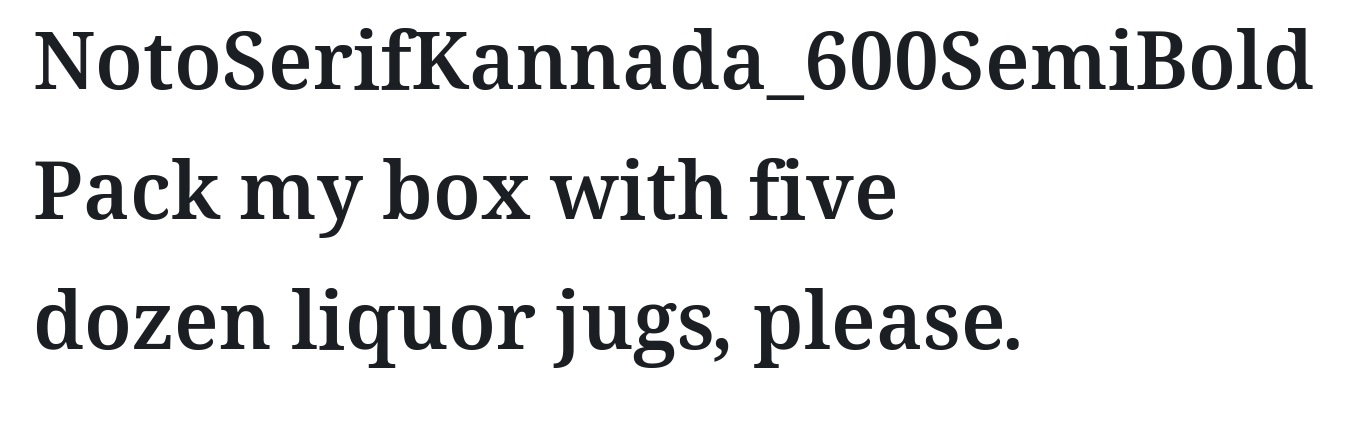 NotoSerifKannada_600SemiBold
Pack my box with five
dozen liquor jugs, please.